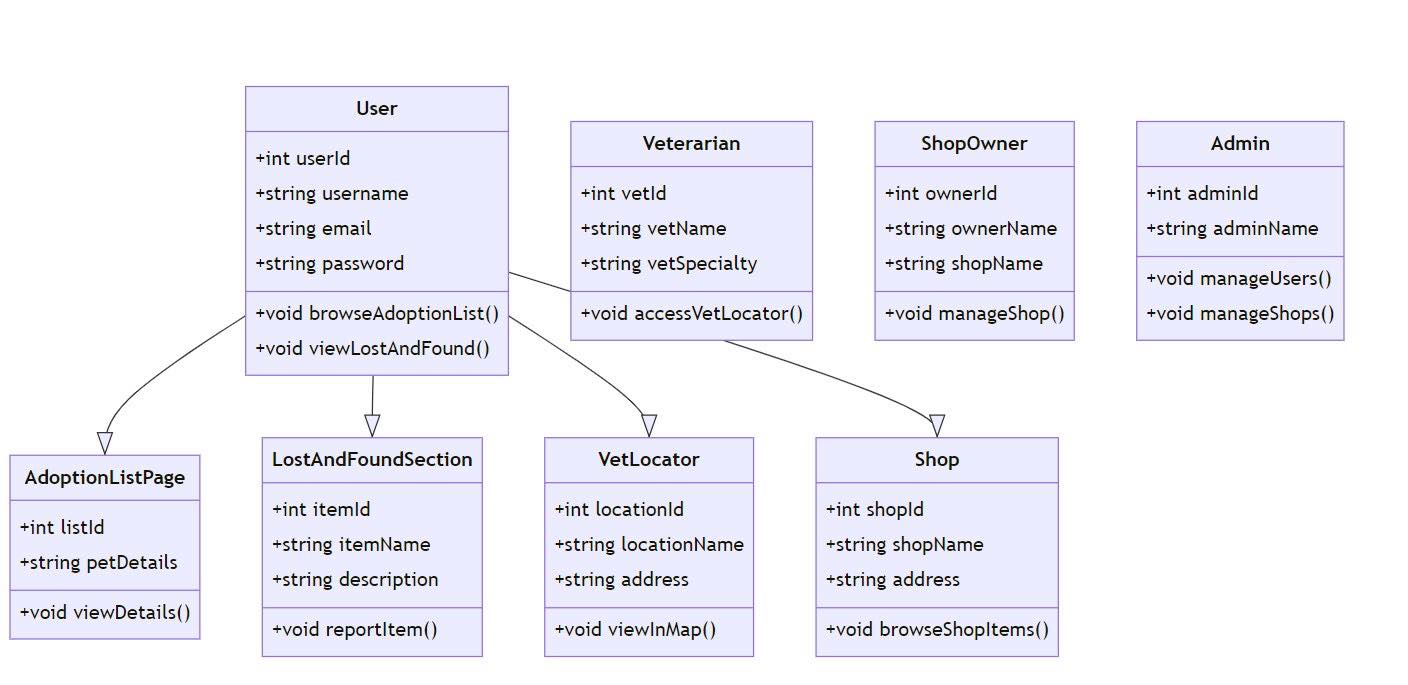 User
+int userId
+string username
+string email
+string password
+void browseAdoptionList()
+void viewLostAndFound()
Veterarian
+int vetId
+string vetName
+string vetSpecialty
+void accessVetLocator()
ShopOwner
+int ownerId
+string ownerName
+string shopName
+void manageShop()
Admin
+int adminId
+string adminName
+void manageUsers()
+void manageShops()
AdoptionListPage
+int listId
+string petDetails
+void viewDetails()
LostAndFoundSection
+int itemId
+string itemName
+string description
+void reportItem()
VetLocator
+int locationId
+string locationName
+string address
+void viewInMap()
Shop
+int shopId
+string shopName
+string address
+void browseShopItems()